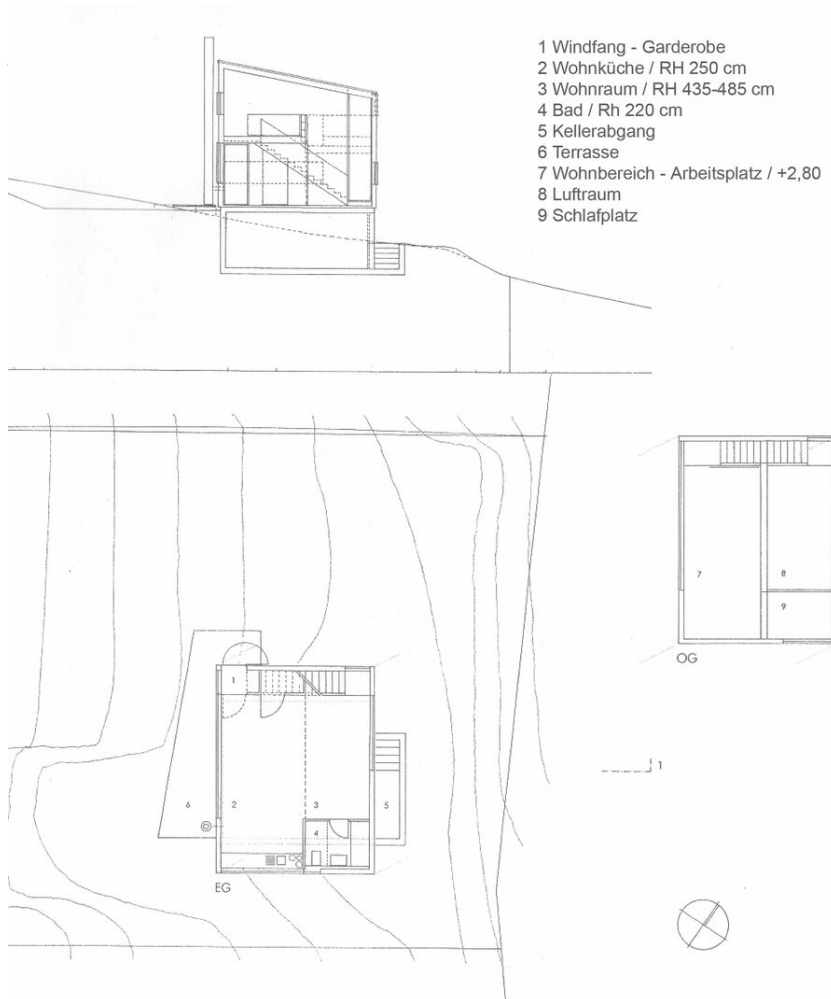 1 Windfang - Garderobe
2 Wohnküche / RH 250 cm
3 Wohnraum / RH 435-485 cm
4 Bad / Rh 220 cm
5 Kellerabgang
6 Terrasse
7 Wohnbereich - Arbeitsplatz / +2,80
8 Luftraum
9 Schlafplatz
7
8
9
OG
1
1
6
2
3
5
4
EG